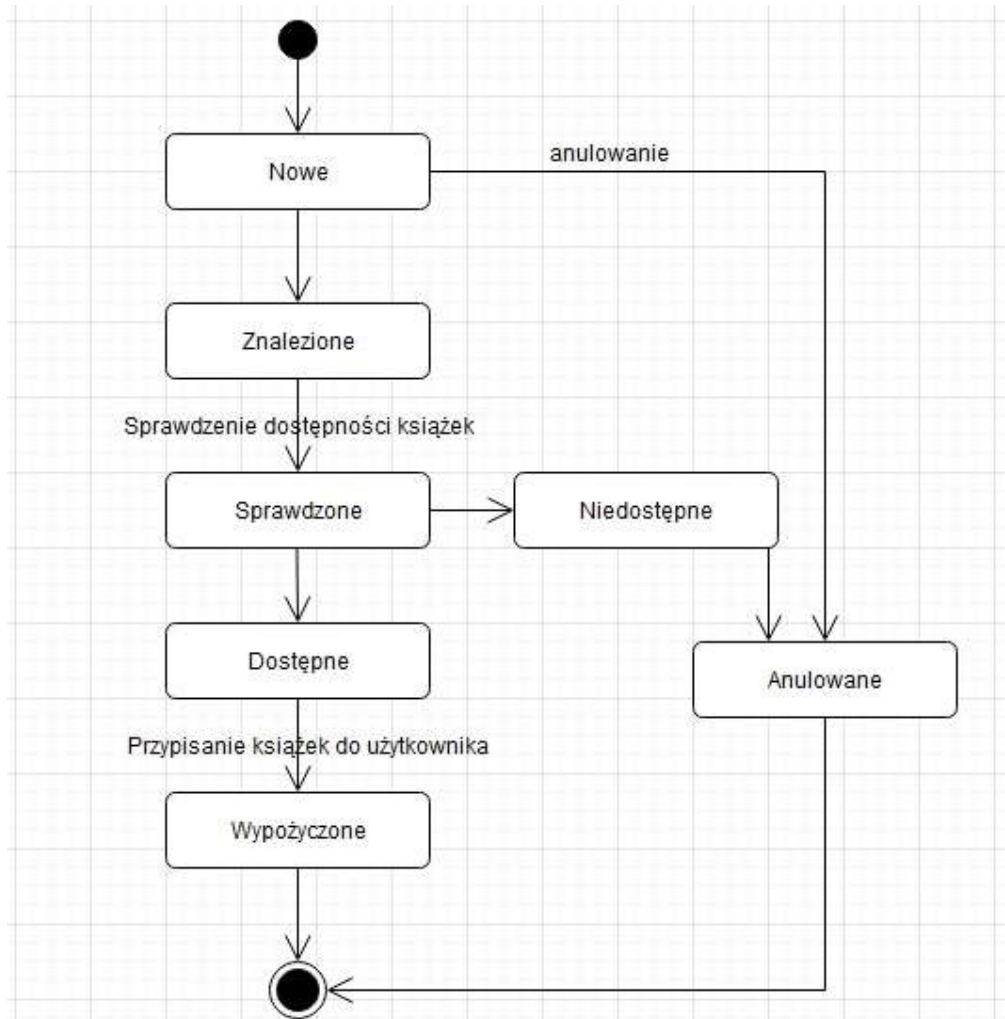 Nowe
anulowanie
Znalezione
Sprawdzenie dostępności książek
Sprawdzone
Niedostępne
Dostępne
Anulowane
Przypisanie książek do użytkownika
Wypożyczone